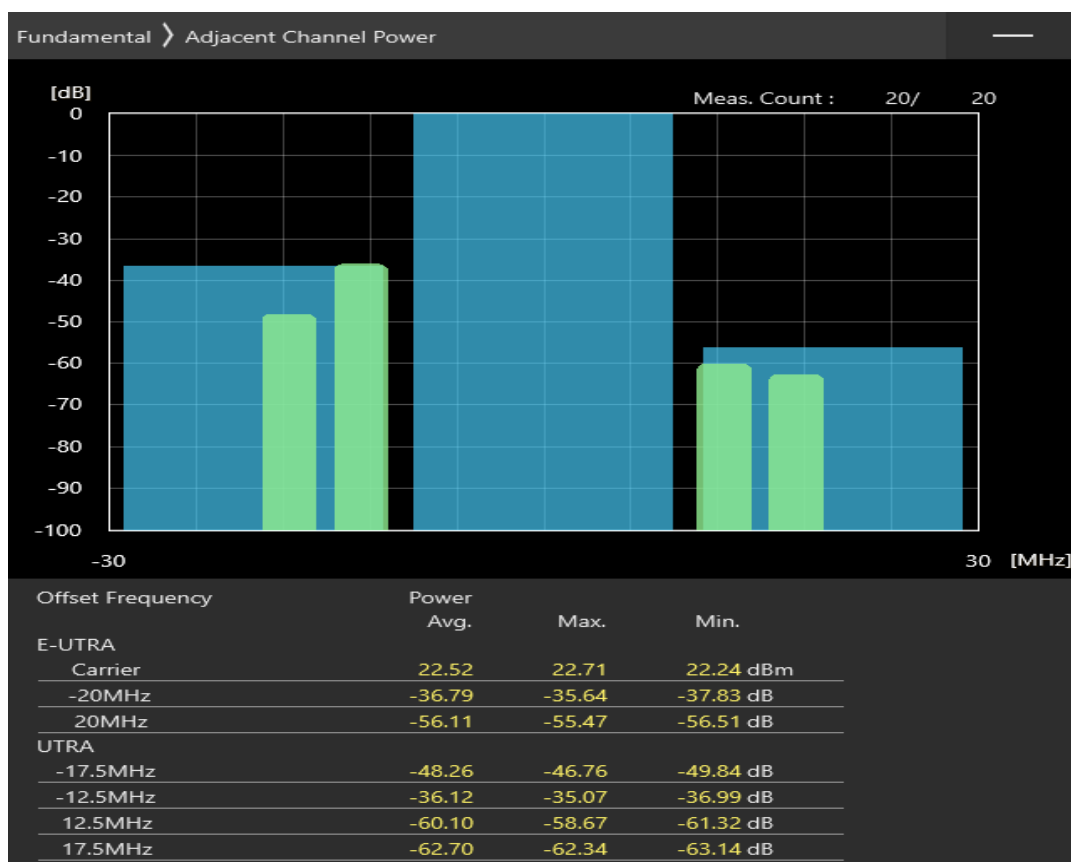 Fundamental ❯ Adjacent Channel Power
[dB]
Meas. Count : 20/ 20
0
-10
-20
-30
-40
-50
-60
-70
-80
-90
-100
-30 30 [MHz]
Offset Frequency Power
Avg. Max. Min.
E-UTRA
Carrier 22.52 22.71 22.24 dBm
-20MHz -36.79 -35.64 -37.83 dB
20MHz -56.11 -55.47 -56.51 dB
UTRA
-17.5MHz -48.26 -46.76 -49.84 dB
-12.5MHz -36.12 -35.07 -36.99 dB
12.5MHz -60.10 -58.67 -61.32 dB
17.5MHz -62.70 -62.34 -63.14 dB